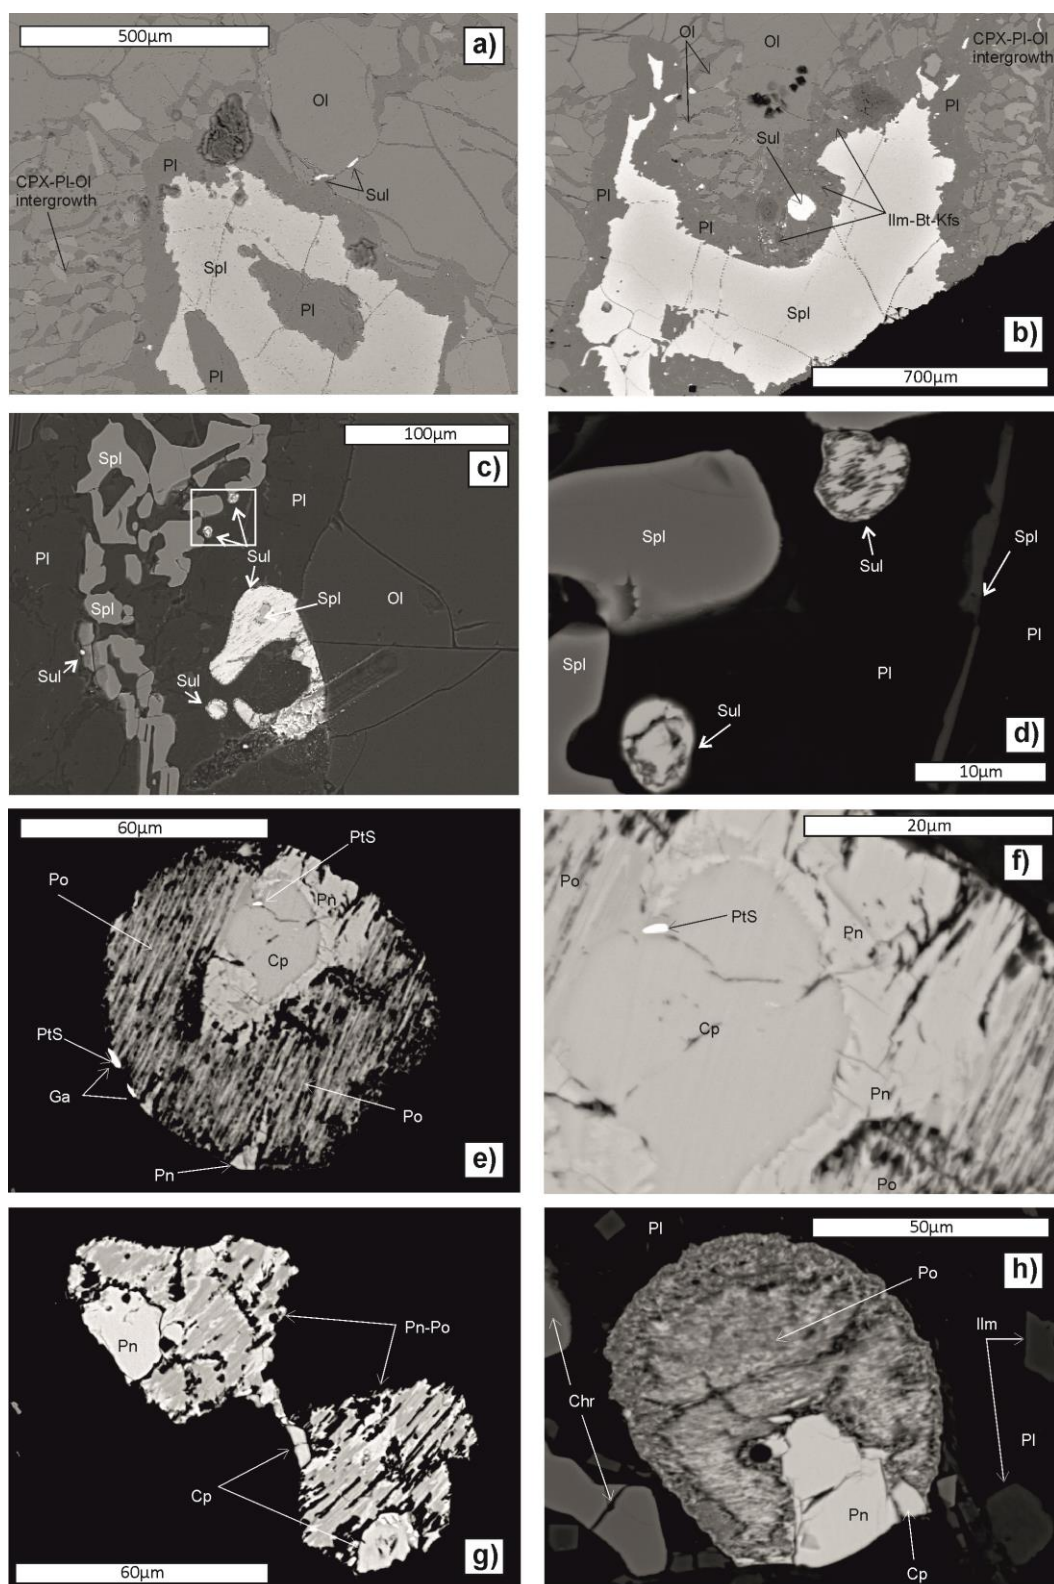 500µm
a)
Ol
Pl
Sul
CPX-Pl-Ol
intergrowth
Spl
Pl
Pl
Ol
Ol
CPX-Pl-Ol
intergrowth
Pl
Sul
Pl
Pl
Ilm-Bt-Kfs
Spl
b)
700µm
100µm
Spl
c)
Pl
Pl
Sul
Spl
Ol
Spl
Sul
Sul
Spl
Sul
Spl
Pl
Spl
Pl
Sul
d)
10µm
60µm
PtS
Po
Pn
Cp
PtS
Ga
Po
Pn
e)
20µm
f)
Po
PtS
Pn
Cp
Pn
Po
Pn-Po
Pn
Cp
g)
60µm
Pl
50µm
h)
Po
Ilm
Chr
Pl
Pn
Cp